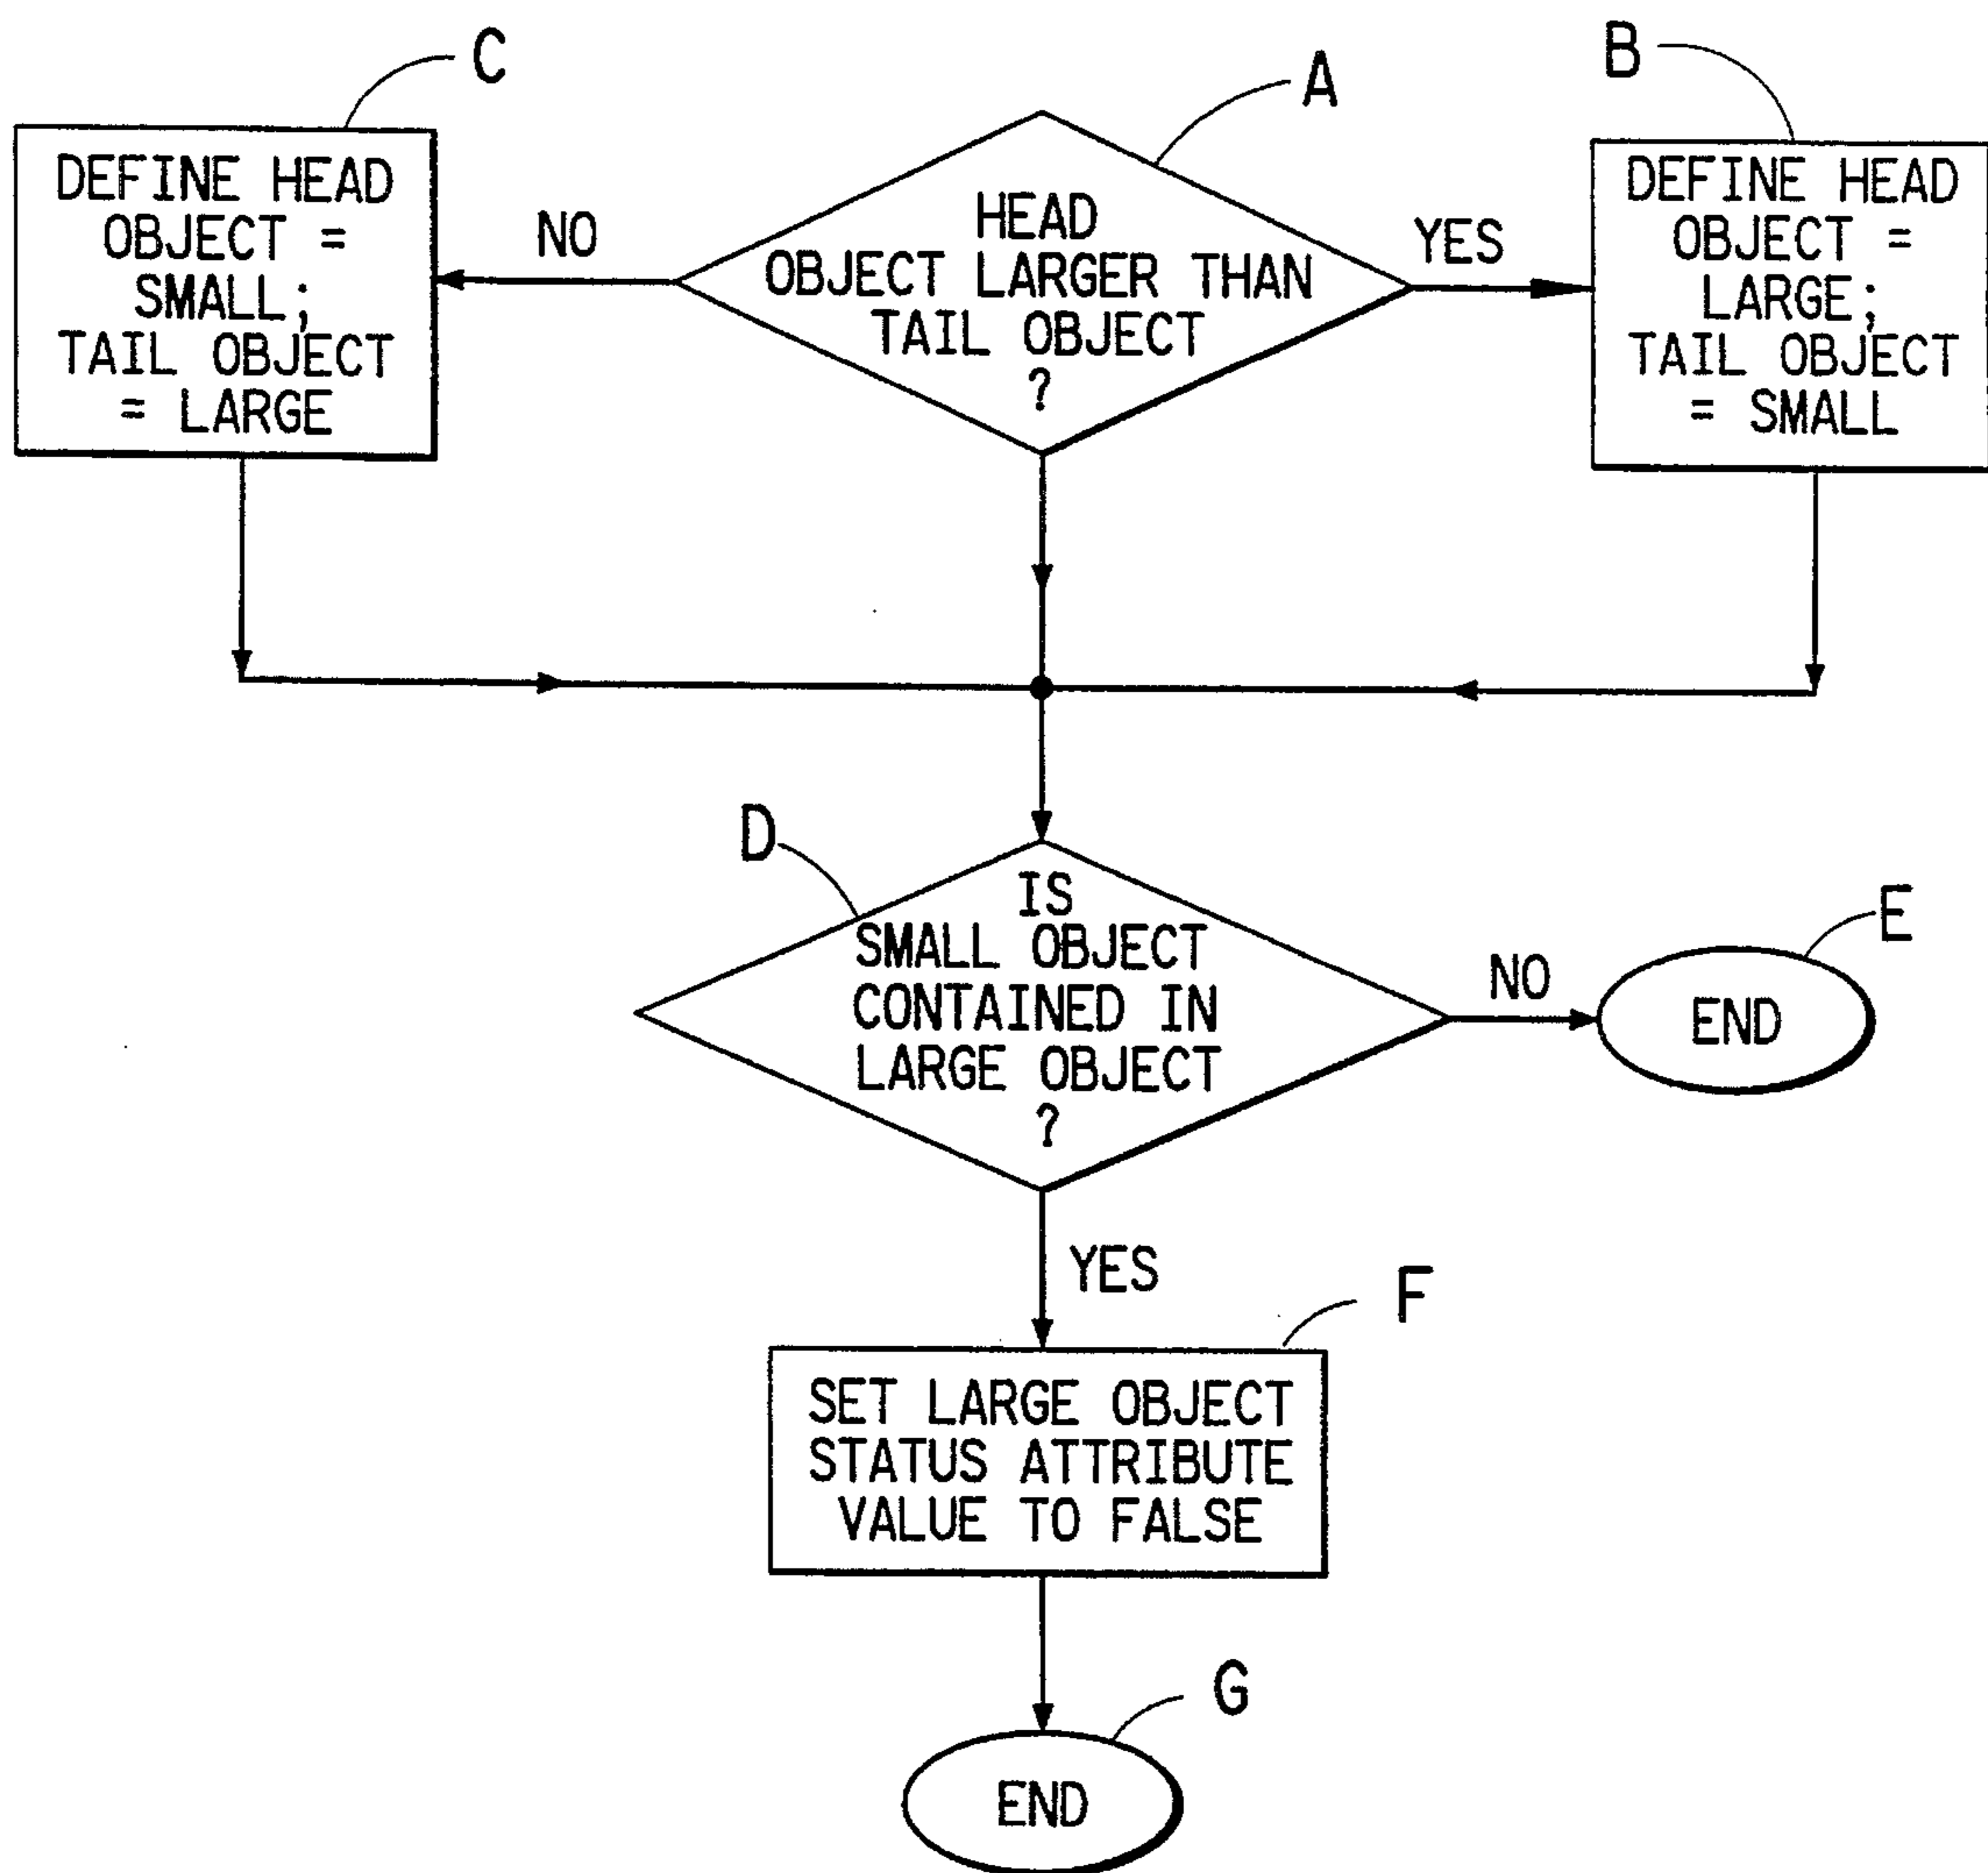 C
A
B
DEFINE HEAD
OBJECT =
SMALL;
TAIL OBJECT
= LARGE
NO
HEAD
OBJECT LARGER THAN
TAIL OBJECT
?
YES
DEFINE HEAD
OBJECT =
LARGE;
TAIL OBJECT
= SMALL
D
IS
SMALL OBJECT
CONTAINED IN
LARGE OBJECT
?
NO
E
END
YES
F
SET LARGE OBJECT
STATUS ATTRIBUTE
VALUE TO FALSE
G
END